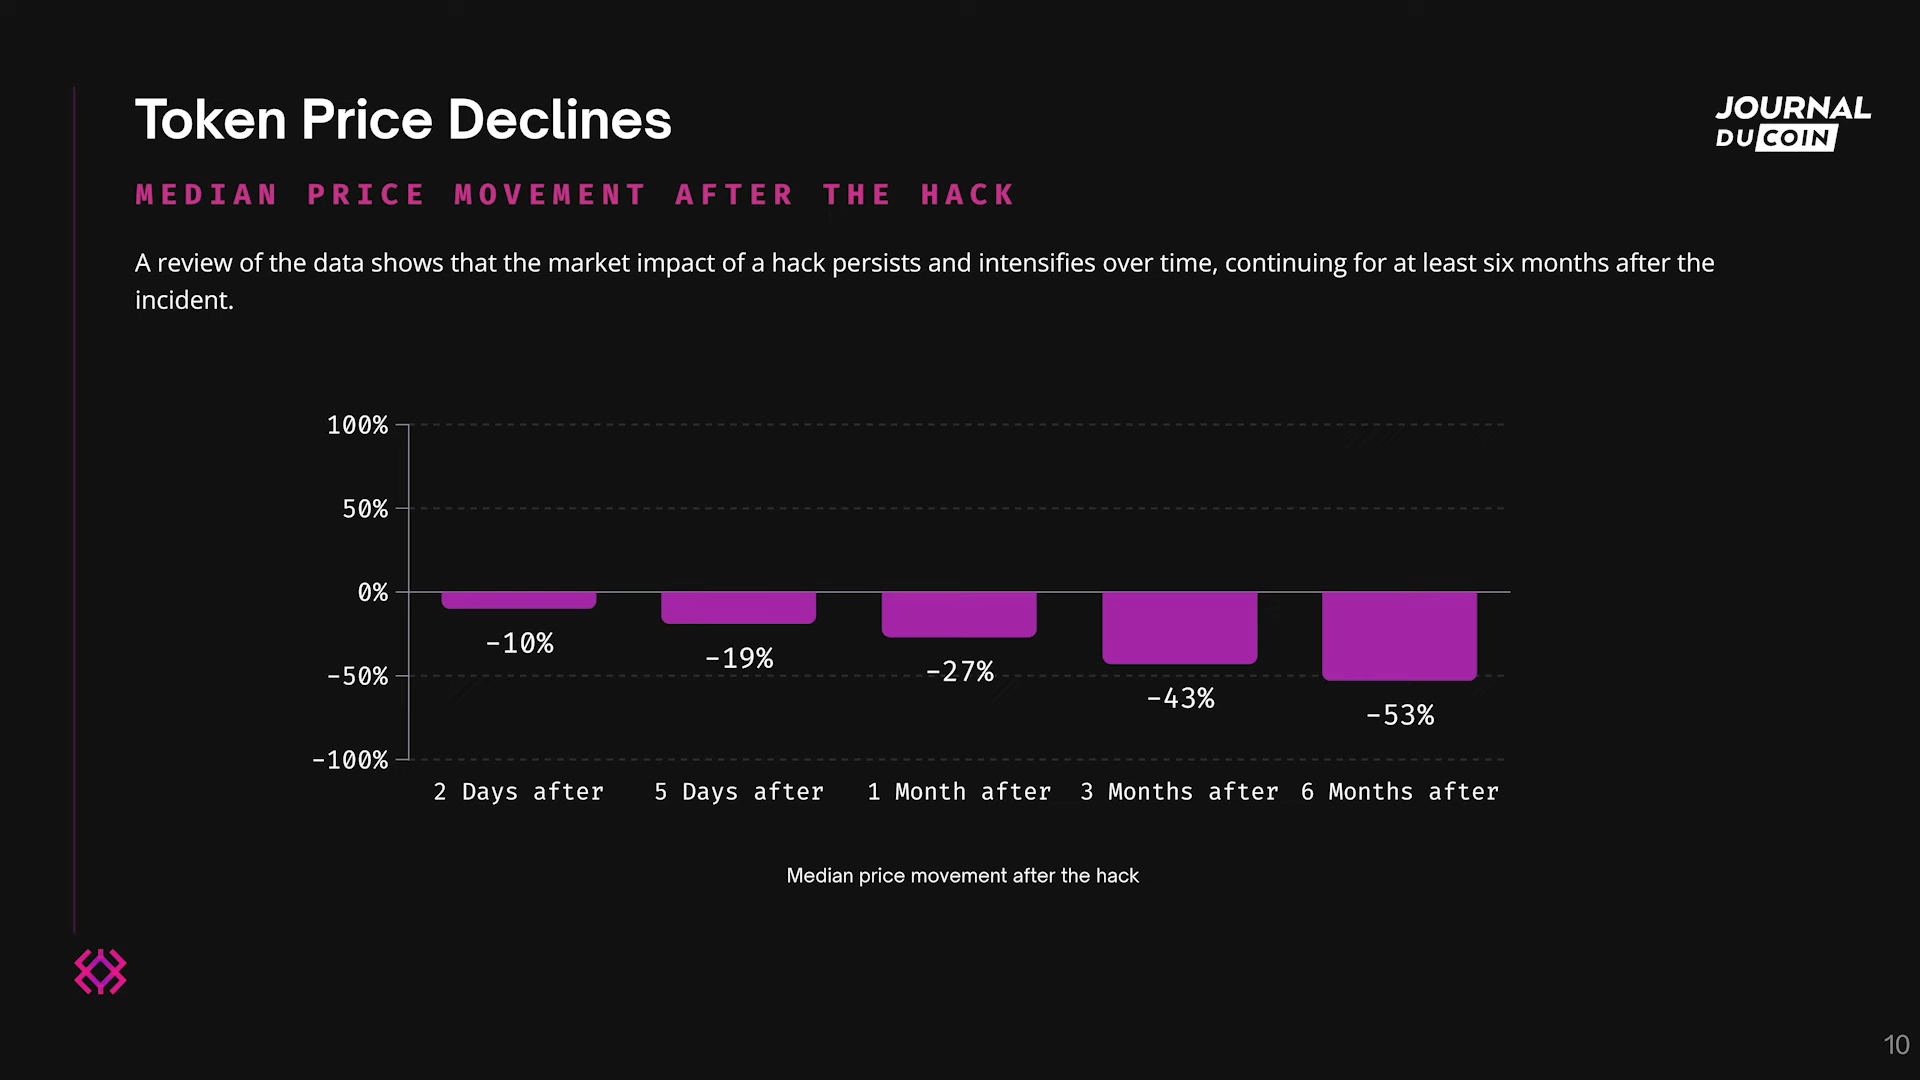 Token Price Declines
JOURNAL
DU COIN
MEDIAN PRICE MOVEMENT AFTER THE HACK
A review of the data shows that the market impact of a hack persists and intensifies over time, continuing for at least six months after the
incident.
100%
50%
0%
-50%
-100%
-10%
-19%
-27%
-43%
-53%
2 Days after
5 Days after
1 Month after
3 Months after
6 Months after
Median price movement after the hack
10